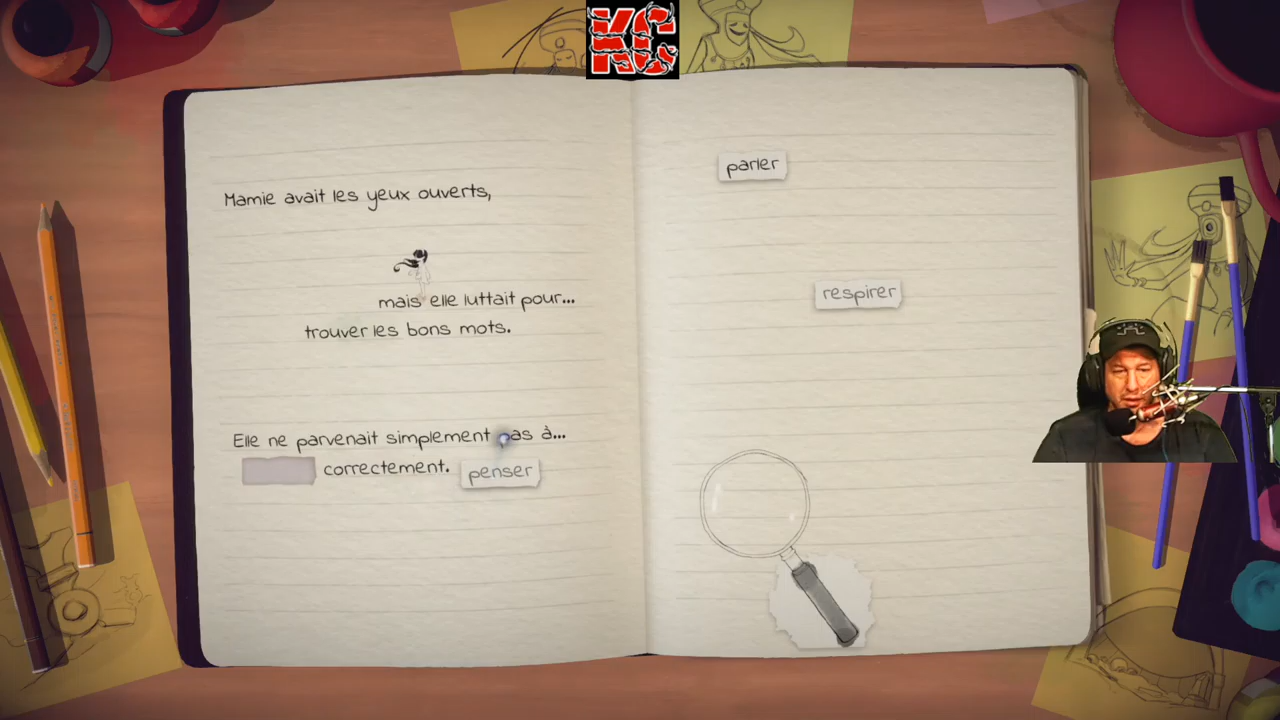 KC
Mamie avait les yeux ouverts,
mais elle luttait pour...
trouver les bons mots.
Elle ne parvenait simplement pas à...
correctement.
penser
parler
respirer